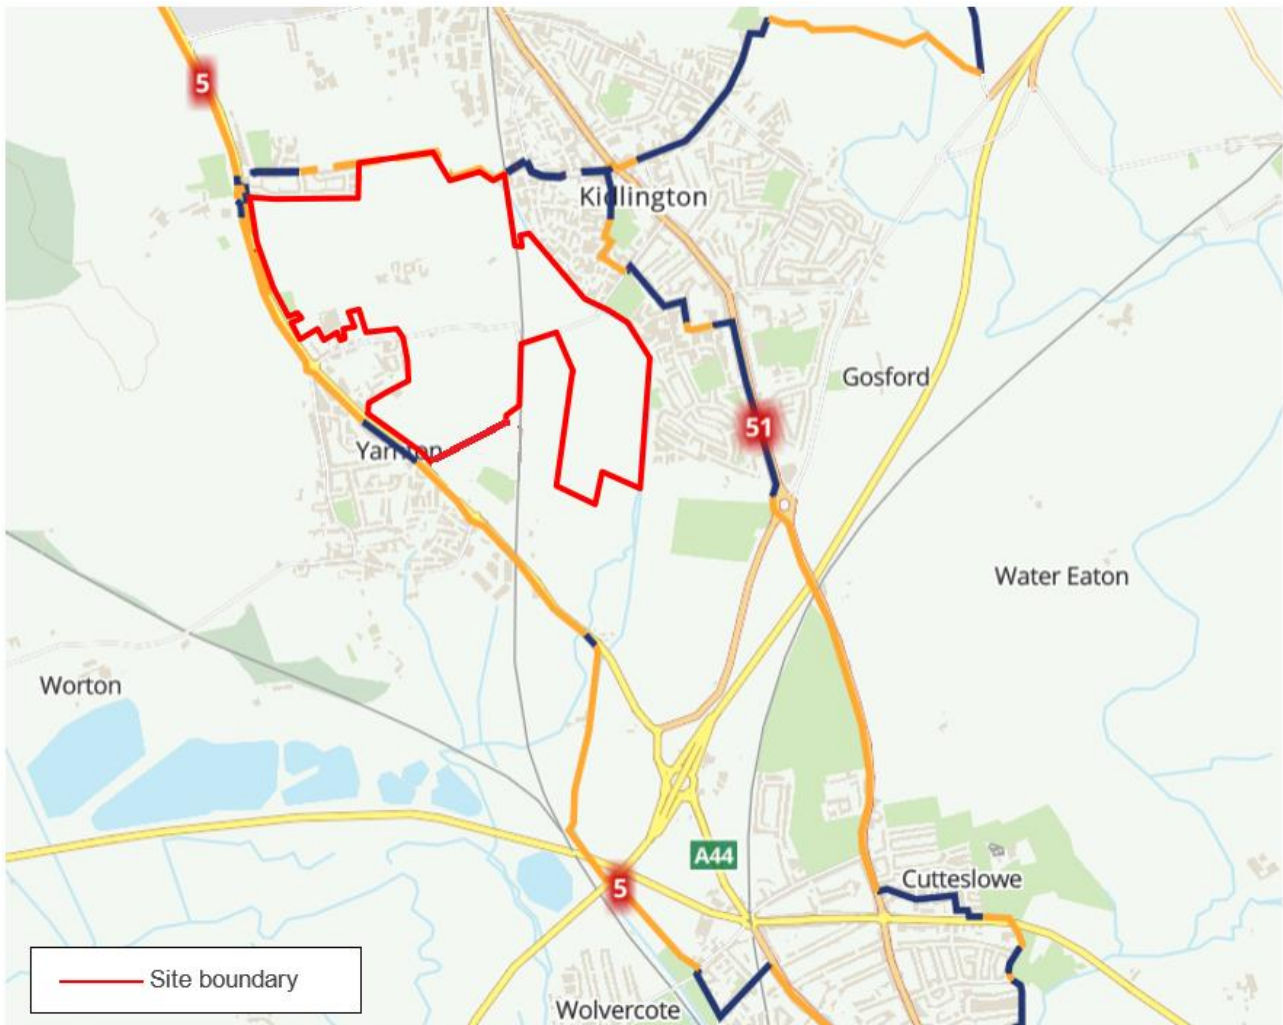 5
Kidlington
Gosford
51
Yarnton
Water Eaton
Worton
A44
5
Cutteslowe
Site boundary
Wolvercote